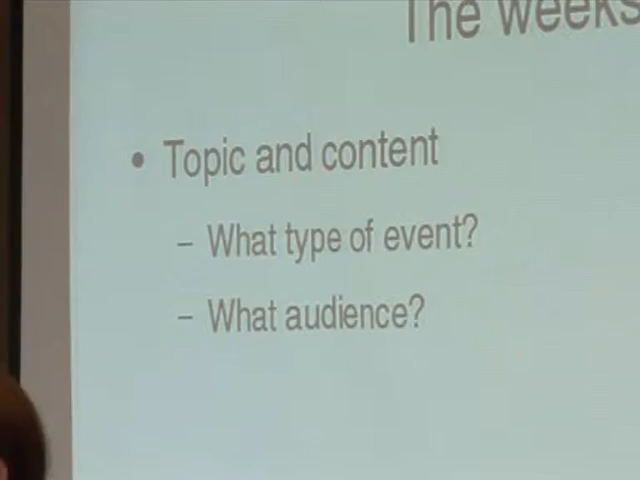 The weeks
• Topic and content
– What type of event?
– What audience?